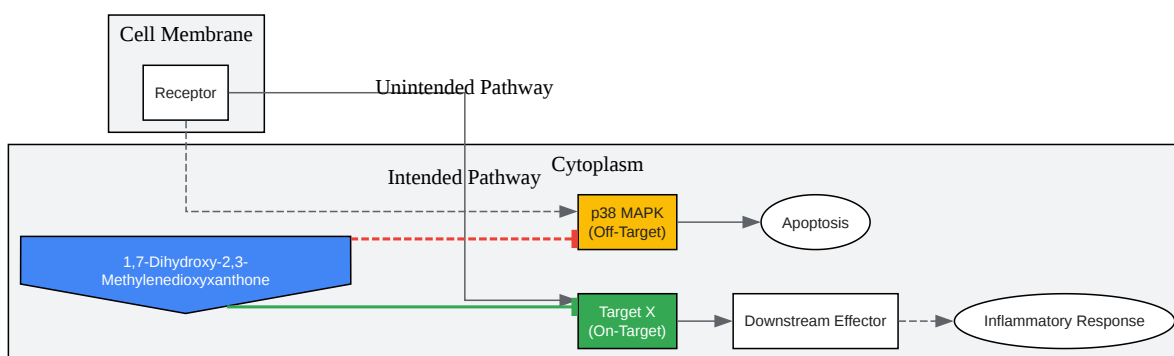 Cell Membrane
Receptor
Unintended Pathway
Cytoplasm
Intended Pathway
p38 MAPK
(Off-Target)
Apoptosis
1,7-Dihydroxy-2,3-
Methylenedioxyxanthone
Target X
(On-Target)
Downstream Effector
Inflammatory Response